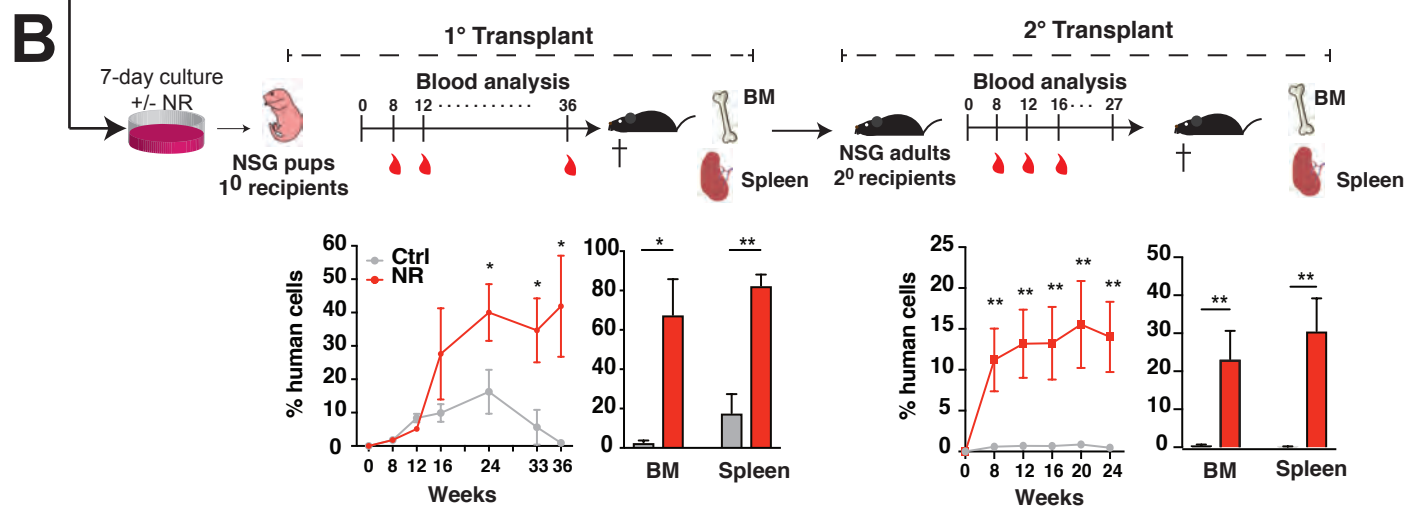 B
7-day culture
+/- NR
NSG pups
1⁰ recipients
1° Transplant
Blood analysis
0 8 12 .......... 36
BM
Spleen
NSG adults
2⁰ recipients
2° Transplant
Blood analysis
0 8 12 16 ... 27
BM
Spleen
% human cells
60
50
40
30
20
10
0
Ctrl
NR
* * *
0 8 12 16 24 33 36
Weeks
100
80
60
40
20
0
* **
BM Spleen
% human cells
25
20
15
10
5
0
** ** ** ** **
0 8 12 16 20 24
Weeks
50
40
30
20
10
0
** **
BM Spleen